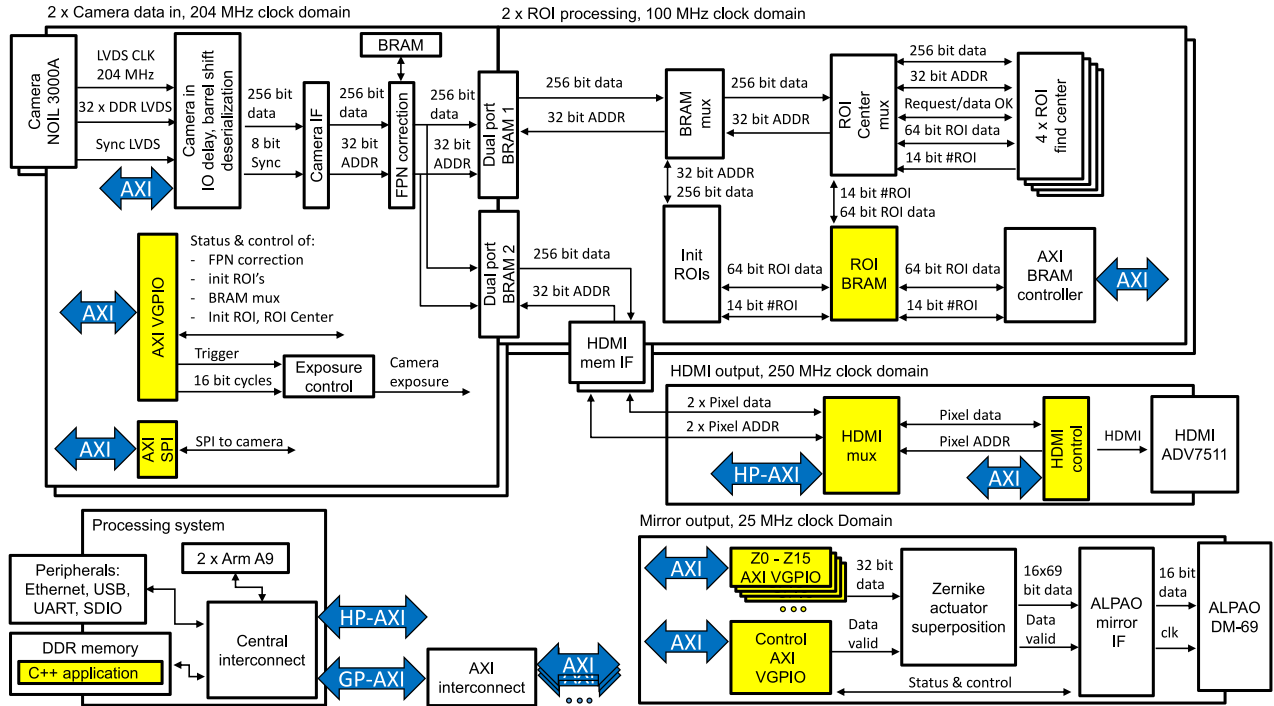 2 x Camera data in, 204 MHz clock domain
2 x ROI processing, 100 MHz clock domain
Camera
NOIL 3000A
LVDS CLK
204 MHz
32 x DDR LVDS
Sync LVDS
AXI
Camera in
IO delay, barrel shift
deserialization
256 bit
data
8 bit
Sync
Camera IF
256 bit
data
32 bit
ADDR
BRAM
FPN correction
256 bit
data
32 bit
ADDR
Dual port
BRAM 1
256 bit data
32 bit ADDR
BRAM
mux
256 bit data
32 bit ADDR
ROI
Center
mux
256 bit data
32 bit ADDR
Request/data OK
64 bit ROI data
14 bit #ROI
4 x ROI
find center
32 bit ADDR
256 bit data
14 bit #ROI
64 bit ROI data
AXI
AXI VGPIO
Status & control of:
- FPN correction
- init ROI's
- BRAM mux
- Init ROI, ROI Center
Trigger
16 bit cycles
Exposure
control
Camera
exposure
AXI
AXI
SPI
SPI to camera
Dual port
BRAM 2
256 bit data
32 bit ADDR
HDMI
mem IF
Init
ROIs
64 bit ROI data
14 bit #ROI
ROI
BRAM
64 bit ROI data
14 bit #ROI
AXI
BRAM
controller
AXI
HDMI output, 250 MHz clock domain
2 x Pixel data
2 x Pixel ADDR
HP-AXI
HDMI
mux
Pixel data
Pixel ADDR
AXI
HDMI
control
HDMI
HDMI
ADV7511
Processing system
Peripherals:
Ethernet, USB,
UART, SDIO
2 x Arm A9
DDR memory
C++ application
Central
interconnect
HP-AXI
GP-AXI
AXI
interconnect
AXI
Mirror output, 25 MHz clock Domain
AXI
Z0 - Z15
AXI VGPIO
32 bit
data
AXI
Control
AXI
VGPIO
Data
valid
Zernike
actuator
superposition
16x69
bit data
Data
valid
Status & control
ALPAO
mirror
IF
16 bit
data
clk
ALPAO
DM-69